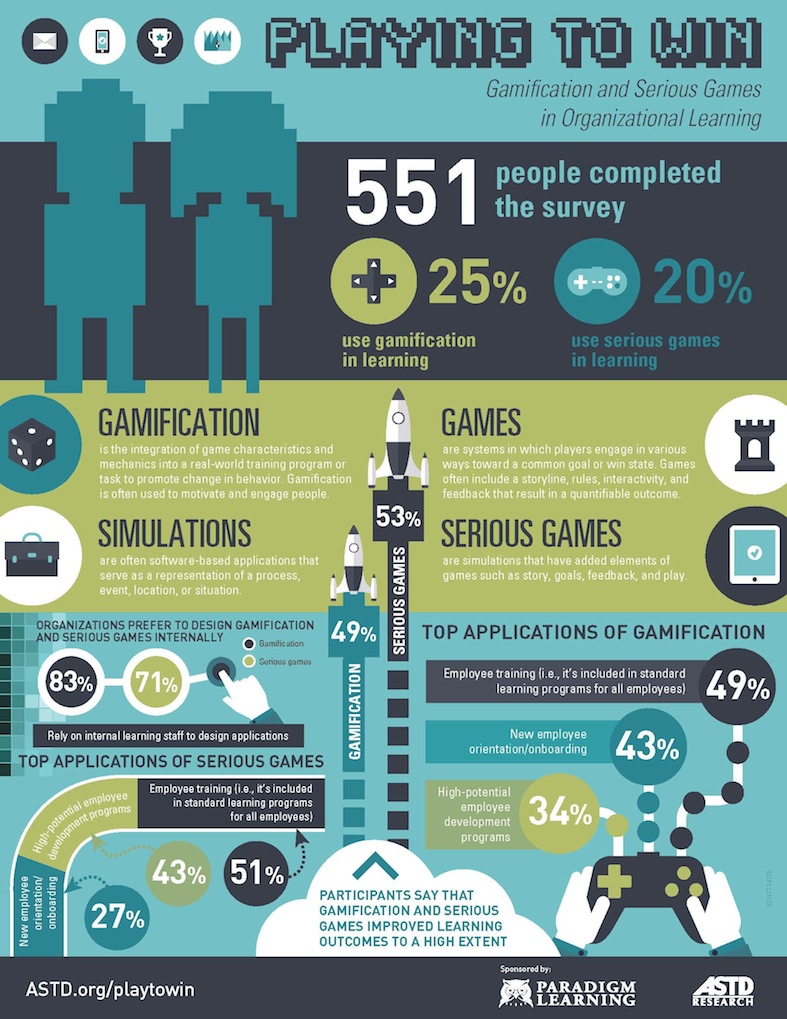 PLAYING TO WIN
Gamification and Serious Games
in Organizational Learning
551
people completed
the survey
25%
use gamification
in learning
20%
use serious games
in learning
GAMIFICATION
is the integration of game characteristics and
mechanics into a real-world training program or
task to promote change in behavior. Gamification
is often used to motivate and engage people.
GAMES
are systems in which players engage in various
ways toward a common goal or win state. Games
often include a storyline, rules, interactivity, and
feedback that result in a quantifiable outcome.
SIMULATIONS
are often software-based applications that
serve as a representation of a process,
event, location, or situation.
SERIOUS GAMES
are simulations that have added elements of
games such as story, goals, feedback, and play.
53%
SERIOUS GAMES
49%
GAMIFICATION
PARTICIPANTS SAY THAT
GAMIFICATION AND SERIOUS
GAMES IMPROVED LEARNING
OUTCOMES TO A HIGH EXTENT
ORGANIZATIONS PREFER TO DESIGN GAMIFICATION
AND SERIOUS GAMES INTERNALLY
Gamification
Serious games
83%
71%
Rely on internal learning staff to design applications
TOP APPLICATIONS OF SERIOUS GAMES
Employee training (i.e., it's included
in standard learning programs
for all employees)
51%
High-potential employee
development programs
43%
New employee
orientation/
onboarding
27%
TOP APPLICATIONS OF GAMIFICATION
Employee training (i.e., it's included in standard
learning programs for all employees)
49%
New employee
orientation/onboarding
43%
High-potential
employee
development
programs
34%
ASTD.org/playtowin
Sponsored by:
PARADIGM
LEARNING
ASTD
RESEARCH